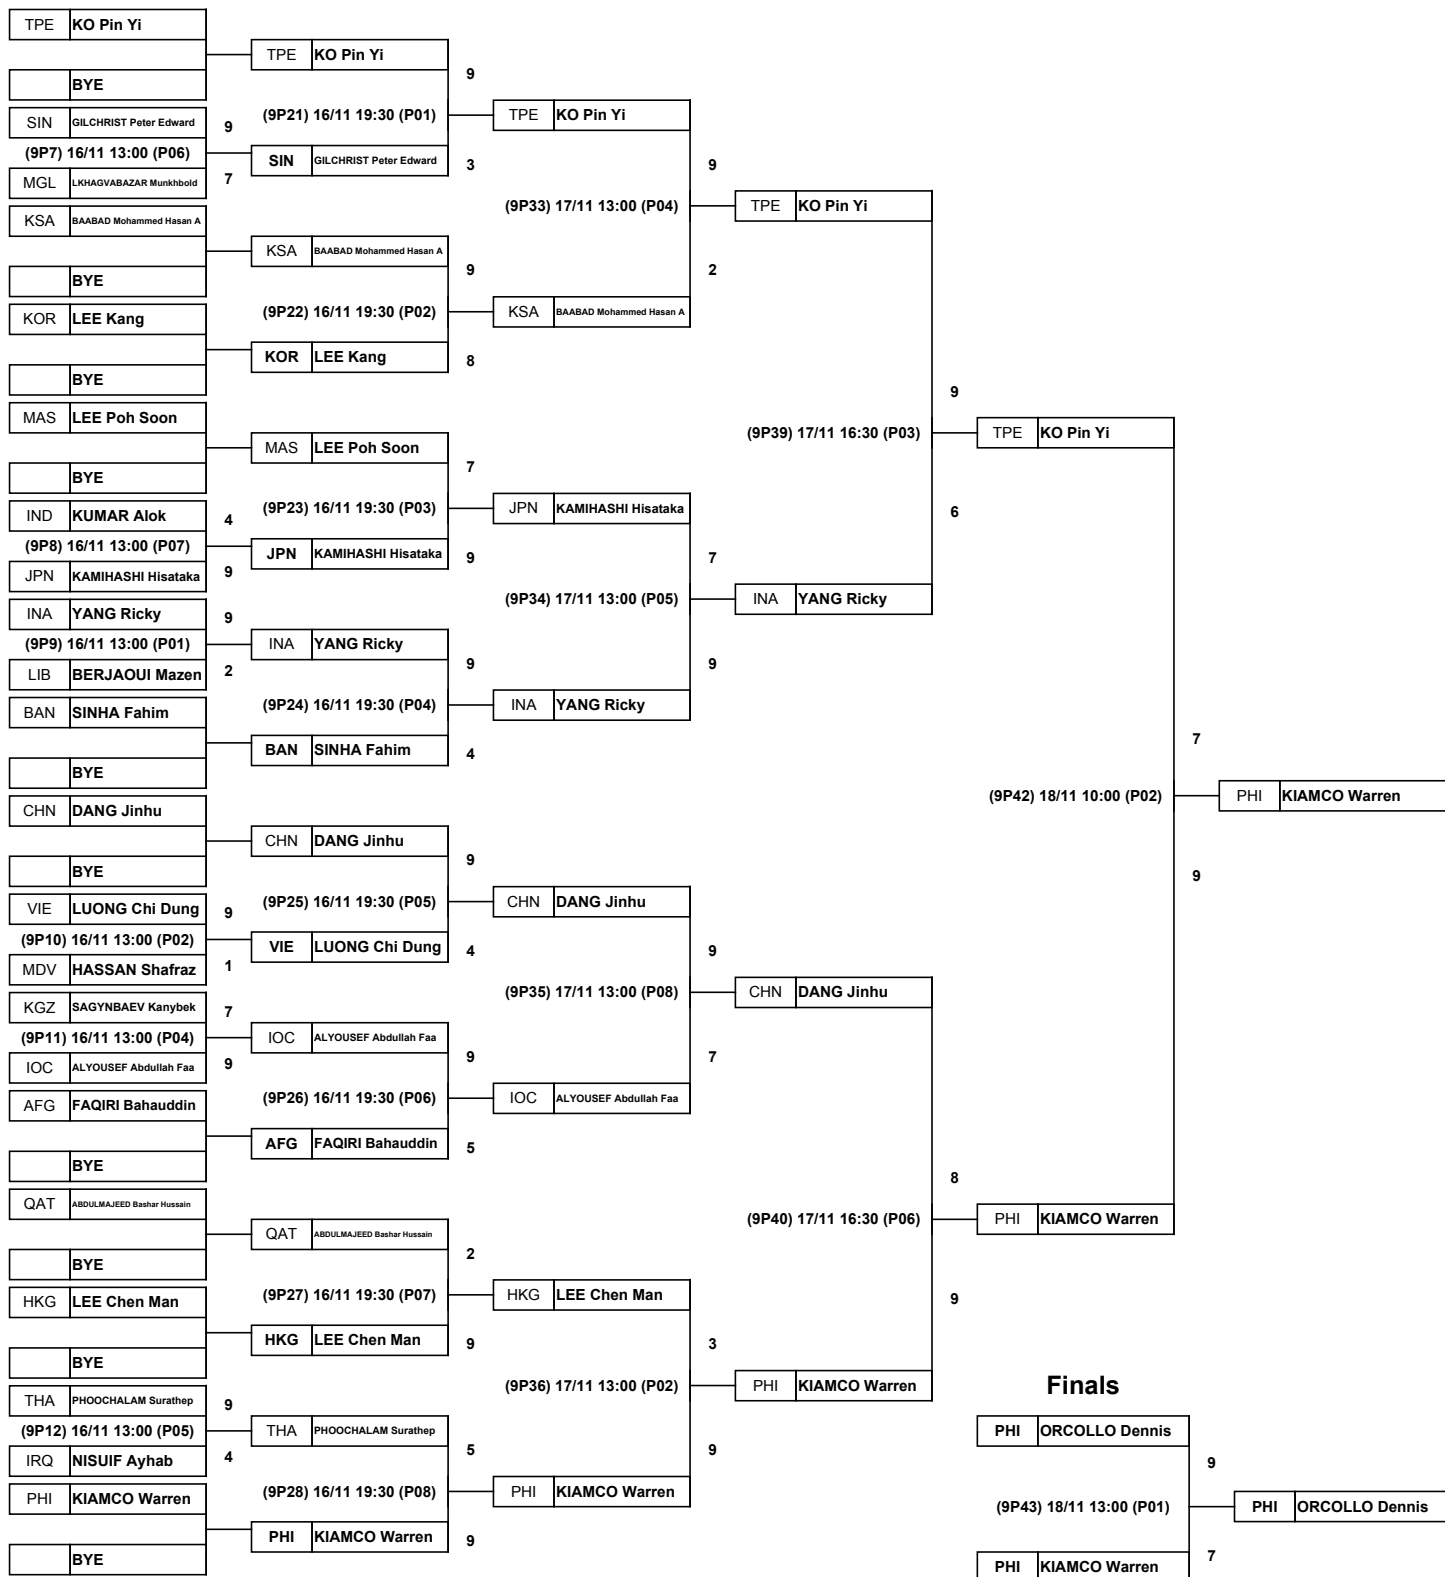 TPE KO Pin Yi
BYE
SIN GILCHRIST Peter Edward 9
(9P7) 16/11 13:00 (P06)
MGL LKHAGVABAZAR Munkhbold 7
KSA BAABAD Mohammed Hasan A
BYE
KOR LEE Kang
BYE
MAS LEE Poh Soon
BYE
IND KUMAR Alok 4
(9P8) 16/11 13:00 (P07)
JPN KAMIHASHI Hisataka 9
INA YANG Ricky 9
(9P9) 16/11 13:00 (P01)
LIB BERJAOUI Mazen 2
BAN SINHA Fahim
BYE
CHN DANG Jinhu
BYE
VIE LUONG Chi Dung 9
(9P10) 16/11 13:00 (P02)
MDV HASSAN Shafraz 1
KGZ SAGYNBAEV Kanybek 7
(9P11) 16/11 13:00 (P04)
IOC ALYOUSEF Abdullah Faa 9
AFG FAQIRI Bahauddin
BYE
QAT ABDULMAJEED Bashar Hussain
BYE
HKG LEE Chen Man
BYE
THA PHOOCHALAM Surathep 9
(9P12) 16/11 13:00 (P05)
IRQ NISUIF Ayhab 4
PHI KIAMCO Warren
BYE
TPE KO Pin Yi 9
(9P21) 16/11 19:30 (P01)
SIN GILCHRIST Peter Edward 3
KSA BAABAD Mohammed Hasan A 9
(9P22) 16/11 19:30 (P02)
KOR LEE Kang 8
MAS LEE Poh Soon 7
(9P23) 16/11 19:30 (P03)
JPN KAMIHASHI Hisataka 9
INA YANG Ricky 9
(9P24) 16/11 19:30 (P04)
BAN SINHA Fahim 4
CHN DANG Jinhu 9
(9P25) 16/11 19:30 (P05)
VIE LUONG Chi Dung 4
IOC ALYOUSEF Abdullah Faa 9
(9P26) 16/11 19:30 (P06)
AFG FAQIRI Bahauddin 5
QAT ABDULMAJEED Bashar Hussain 2
(9P27) 16/11 19:30 (P07)
HKG LEE Chen Man 9
THA PHOOCHALAM Surathep 5
(9P28) 16/11 19:30 (P08)
PHI KIAMCO Warren 9
TPE KO Pin Yi 9
(9P33) 17/11 13:00 (P04)
KSA BAABAD Mohammed Hasan A 2
JPN KAMIHASHI Hisataka 7
(9P34) 17/11 13:00 (P05)
INA YANG Ricky 9
CHN DANG Jinhu 9
(9P35) 17/11 13:00 (P08)
IOC ALYOUSEF Abdullah Faa 7
HKG LEE Chen Man 3
(9P36) 17/11 13:00 (P02)
PHI KIAMCO Warren 9
TPE KO Pin Yi 9
(9P39) 17/11 16:30 (P03)
INA YANG Ricky 6
CHN DANG Jinhu 8
(9P40) 17/11 16:30 (P06)
PHI KIAMCO Warren 9
TPE KO Pin Yi 7
(9P42) 18/11 10:00 (P02)
PHI KIAMCO Warren 9
PHI KIAMCO Warren
Finals
PHI ORCOLLO Dennis 9
(9P43) 18/11 13:00 (P01)
PHI KIAMCO Warren 7
PHI ORCOLLO Dennis